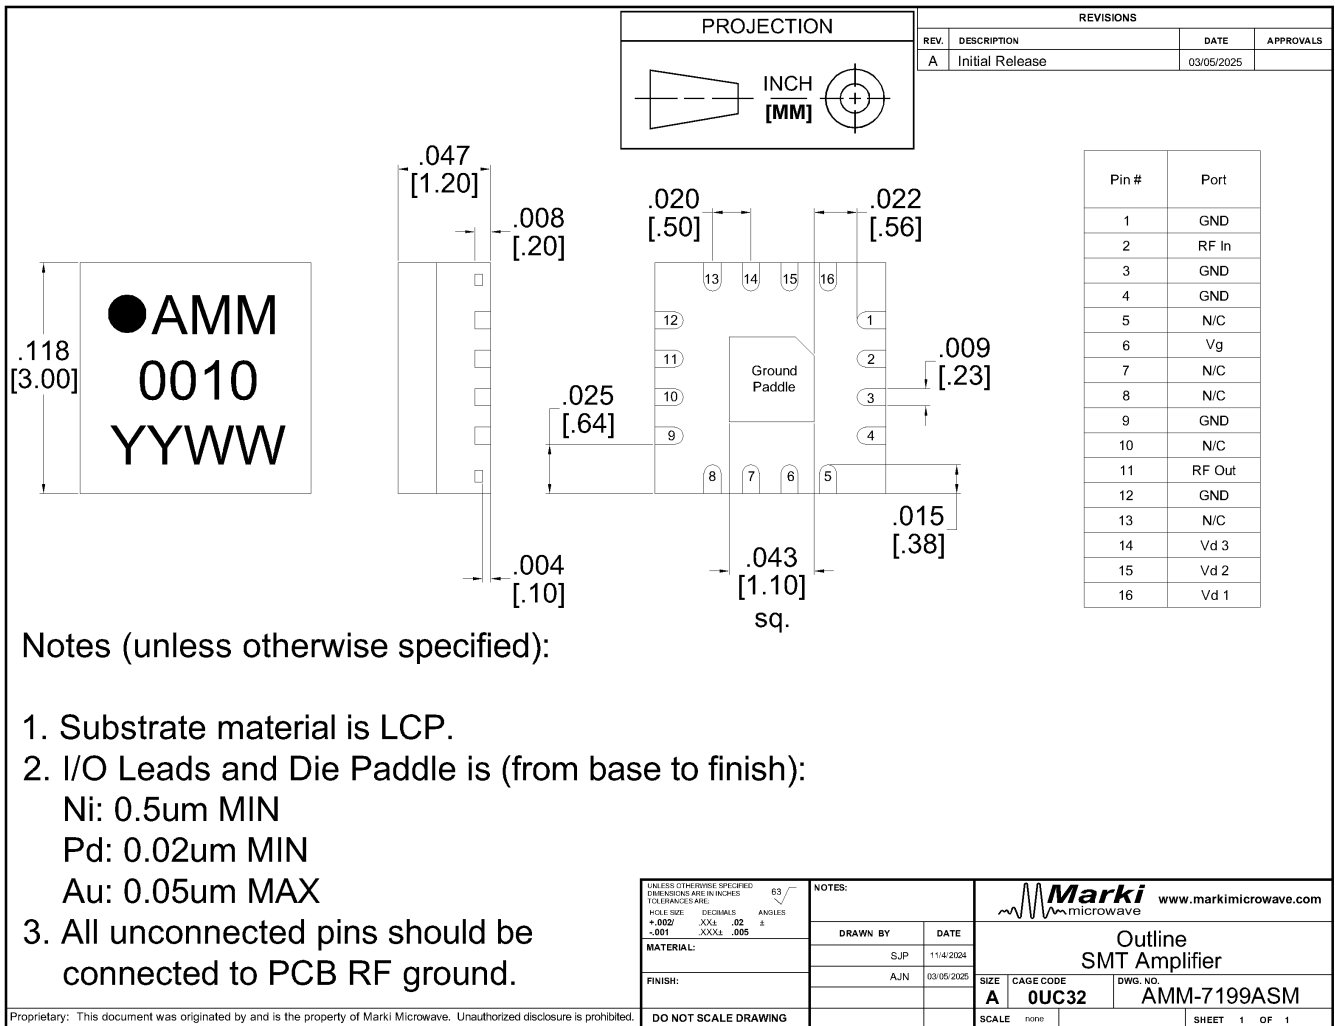 PROJECTION
INCH
[MM]
REVISIONS
REV. DESCRIPTION DATE APPROVALS
A Initial Release 03/05/2025
.047
[1.20]
.008
[.20]
.118
[3.00]
AMM
0010
YYWW
.004
[.10]
.020
[.50]
.022
[.56]
.009
[.23]
.025
[.64]
.015
[.38]
.043
[1.10]
sq.
13 14 15 16
12 1
11 2
10 3
9 4
8 7 6 5
Ground
Paddle
Pin # Port
1 GND
2 RF In
3 GND
4 GND
5 N/C
6 Vg
7 N/C
8 N/C
9 GND
10 N/C
11 RF Out
12 GND
13 N/C
14 Vd 3
15 Vd 2
16 Vd 1
Notes (unless otherwise specified):
1. Substrate material is LCP.
2. I/O Leads and Die Paddle is (from base to finish):
Ni: 0.5um MIN
Pd: 0.02um MIN
Au: 0.05um MAX
3. All unconnected pins should be
connected to PCB RF ground.
UNLESS OTHERWISE SPECIFIED
DIMENSIONS ARE IN INCHES
TOLERANCES ARE:
63
HOLE SIZE DECIMALS ANGLES
+.002/ .XX± .02 ±
-.001 .XXX± .005
MATERIAL:
FINISH:
DO NOT SCALE DRAWING
NOTES:
DRAWN BY DATE
SJP 11/4/2024
AJN 03/05/2025
Marki
microwave
www.markimicrowave.com
Outline
SMT Amplifier
SIZE CAGE CODE DWG. NO.
A 0UC32 AMM-7199ASM
SCALE none SHEET 1 OF 1
Proprietary: This document was originated by and is the property of Marki Microwave. Unauthorized disclosure is prohibited.